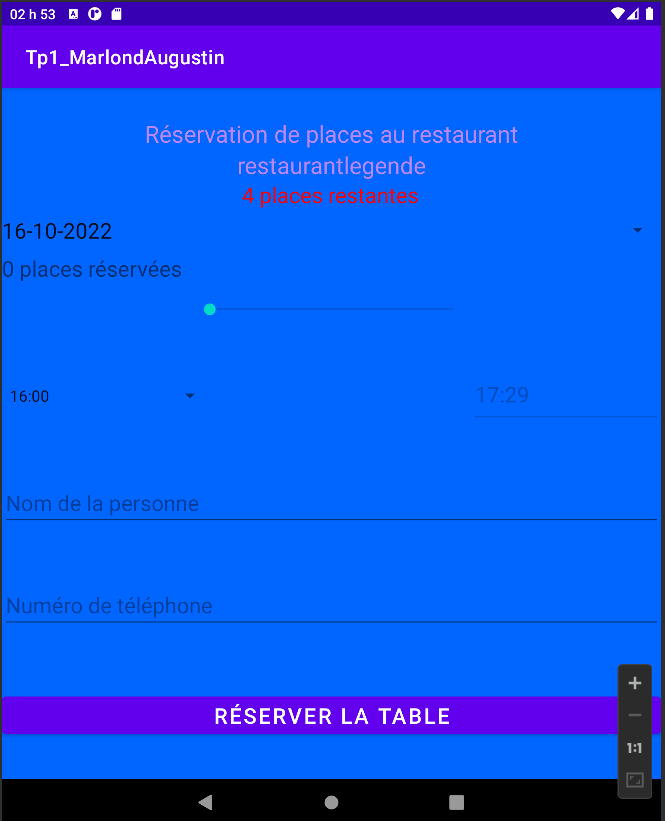 02 h 53
Tp1_MarlondAugustin
Réservation de places au restaurant
restaurantlegende
4 places restantes
16-10-2022
0 places réservées
16:00
17:29
Nom de la personne
Numéro de téléphone
RÉSERVER LA TABLE
1:1